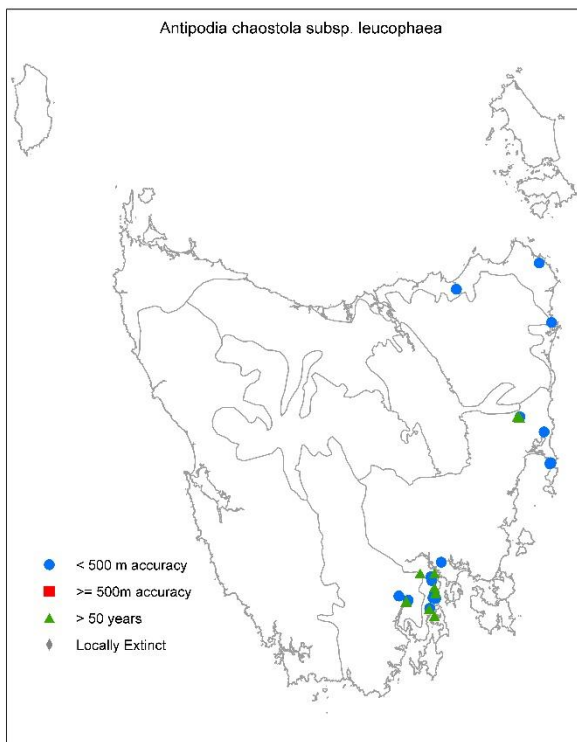 Antipodia chaostola subsp. leucophaea
< 500 m accuracy
>= 500m accuracy
> 50 years
Locally Extinct